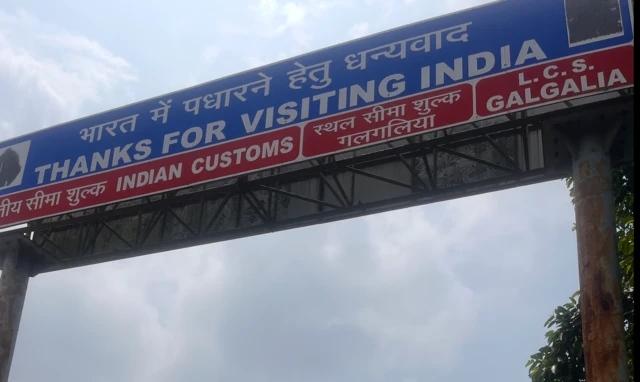 भारत में पधारने हेतु धन्यवाद
THANKS FOR VISITING INDIA
तीय सीमा शुल्क INDIAN CUSTOMS
स्थल सीमा शुल्क
गलगलिया
L.C.S.
GALGALIA